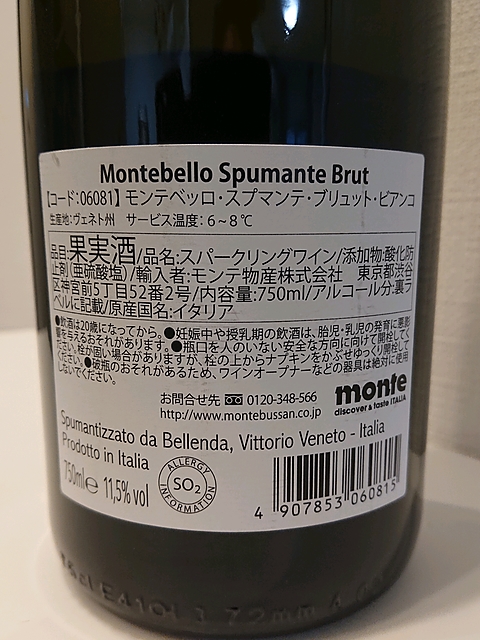 Montebello Spumante Brut
【コード:06081】モンテベッロ・スプマンテ・ブリュット・ビアンコ
生産地:ヴェネト州 サービス温度:6~8℃
品目:果実酒/品名:スパークリングワイン/添加物:酸化防
止剤(亜硫酸塩)/輸入者:モンテ物産株式会社 東京都渋谷
区神宮前5丁目52番2号/内容量:750ml/アルコール分:裏ラ
ベルに記載/原産国名:イタリア
●飲酒は20歳になってから。●妊娠中や授乳期の飲酒は、胎児・乳児の発育に悪影
響を与えるおそれがあります。●瓶口を人のいない安全な方向に向けて開栓してく
ださい。栓が固い場合がありますが、栓の上からナプキンをかぶせゆっくり開栓して
ください。●破瓶のおそれがあるため、ワインオープナーなどの器具は絶対に使用
しないでください。
お問合せ先 0120-348-566
http://www.montebussan.co.jp
monte
discover & taste ITALIA
Spumantizzato da Bellenda, Vittorio Veneto - Italia
Prodotto in Italia
750ml e 11,5% vol
ALLERGY
SO2
INFORMATION
4 907853 060815